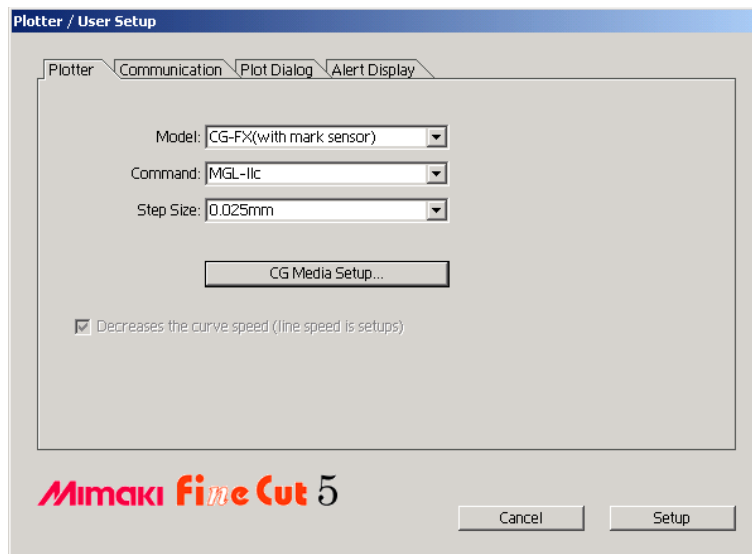 Plotter / User Setup
Plotter Communication Plot Dialog Alert Display
Model: CG-FX(with mark sensor)
Command: MGL-IIc
Step Size: 0.025mm
CG Media Setup...
Decreases the curve speed (line speed is setups)
Mimaki Fine Cut 5
Cancel Setup